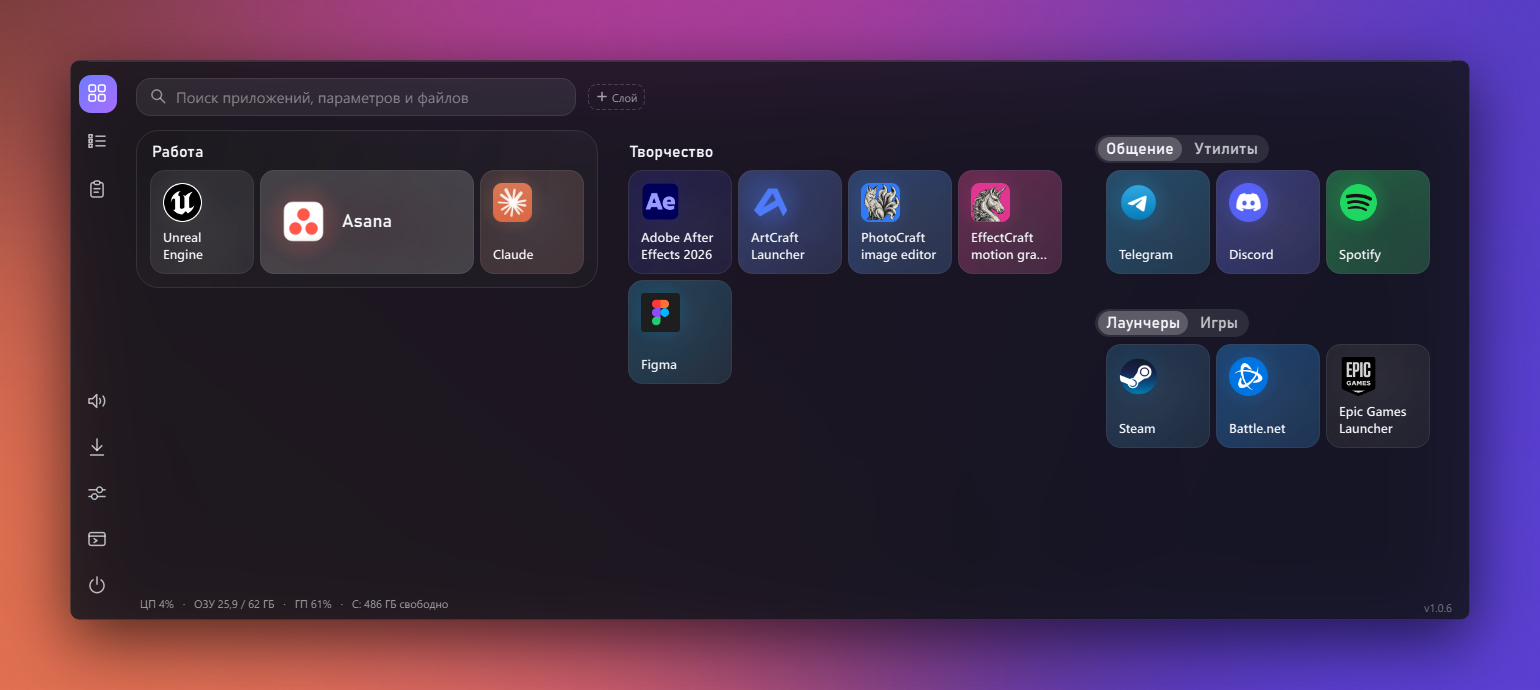 Поиск приложений, параметров и файлов
+ Слой
Работа
Unreal
Engine
Asana
Claude
Творчество
Ae
Adobe After
Effects 2026
ArtCraft
Launcher
PhotoCraft
image editor
EffectCraft
motion gra...
Figma
Общение
Утилиты
Telegram
Discord
Spotify
Лаунчеры
Игры
Steam
Battle.net
EPIC
GAMES
Epic Games
Launcher
ЦП 4% · ОЗУ 25,9 / 62 ГБ · ГП 61% · C: 486 ГБ свободно
v1.0.6